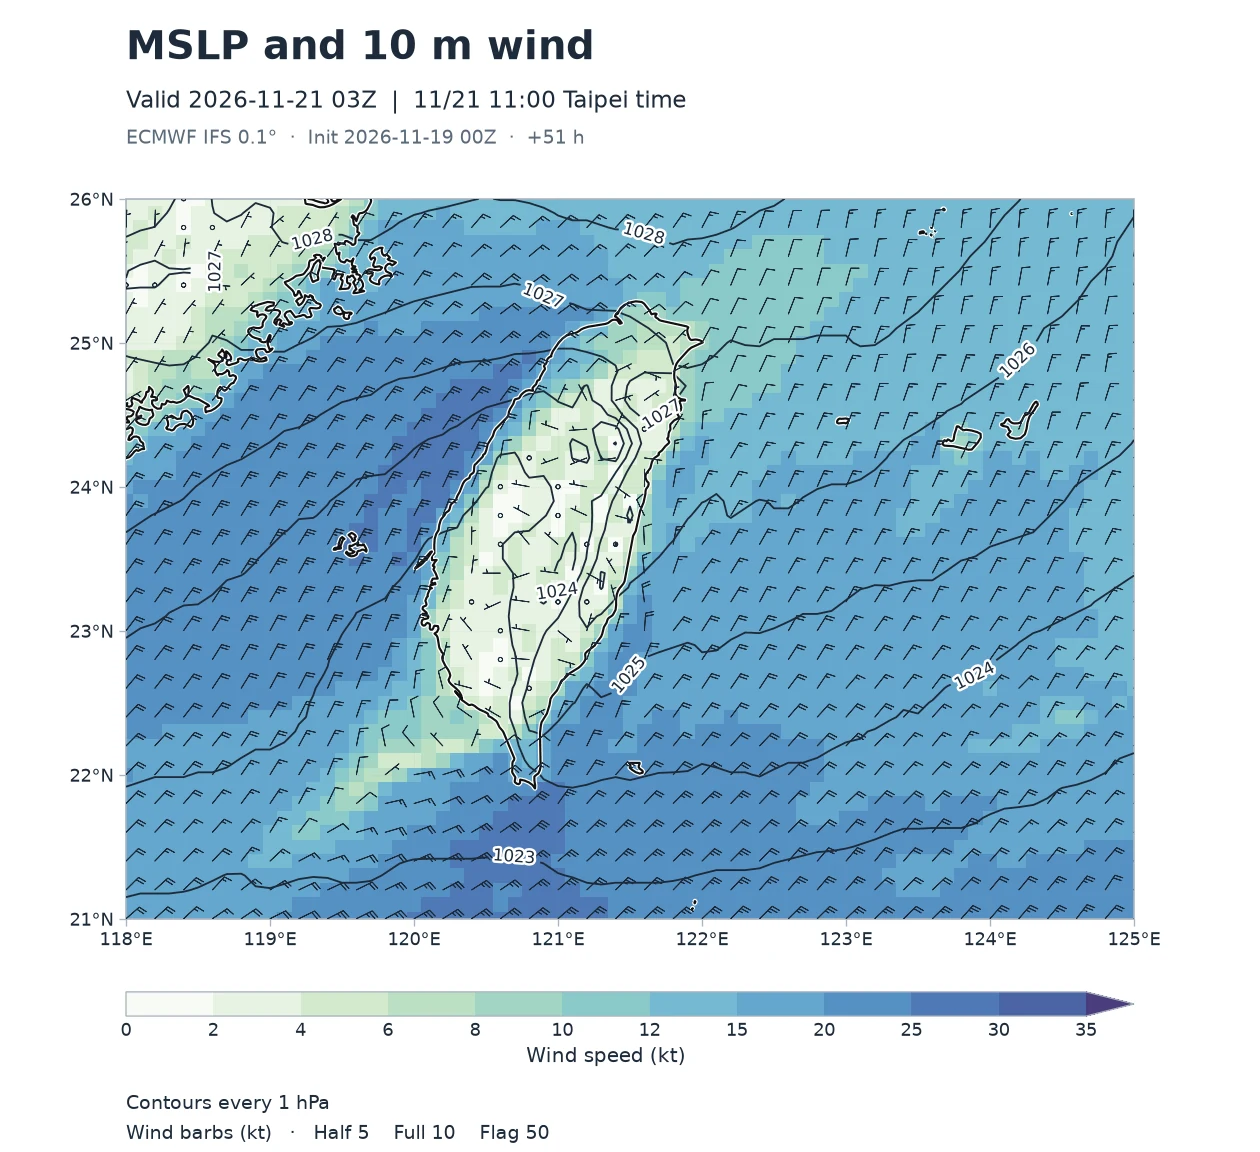 MSLP and 10 m wind
Valid 2026-11-21 03Z | 11/21 11:00 Taipei time
ECMWF IFS 0.1° · Init 2026-11-19 00Z · +51 h
26°N
25°N
24°N
23°N
22°N
21°N
1028
1028
1027
1027
1026
1027
1024
1025
1024
1023
118°E 119°E 120°E 121°E 122°E 123°E 124°E 125°E
0 2 4 6 8 10 12 15 20 25 30 35
Wind speed (kt)
Contours every 1 hPa
Wind barbs (kt) · Half 5 Full 10 Flag 50